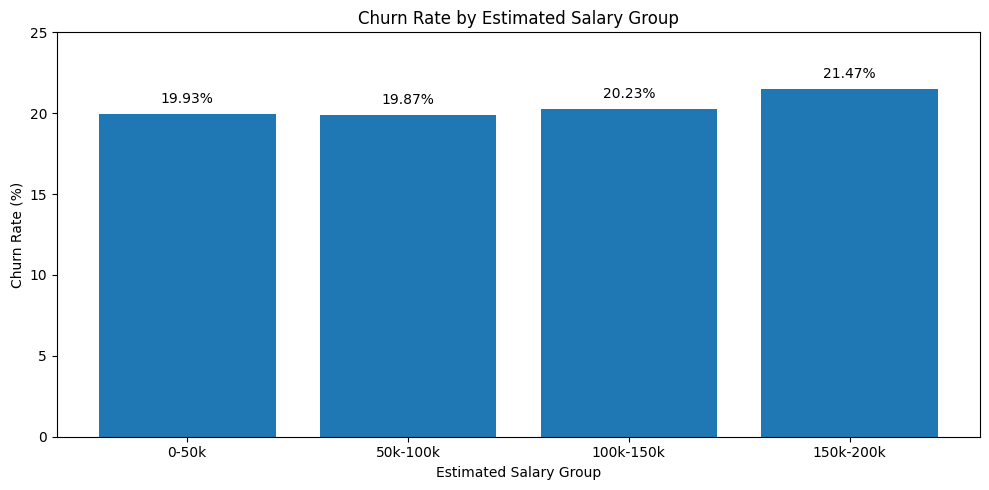 Churn Rate by Estimated Salary Group
Churn Rate (%)
25
20
15
10
5
0
19.93%
19.87%
20.23%
21.47%
0-50k
50k-100k
100k-150k
150k-200k
Estimated Salary Group